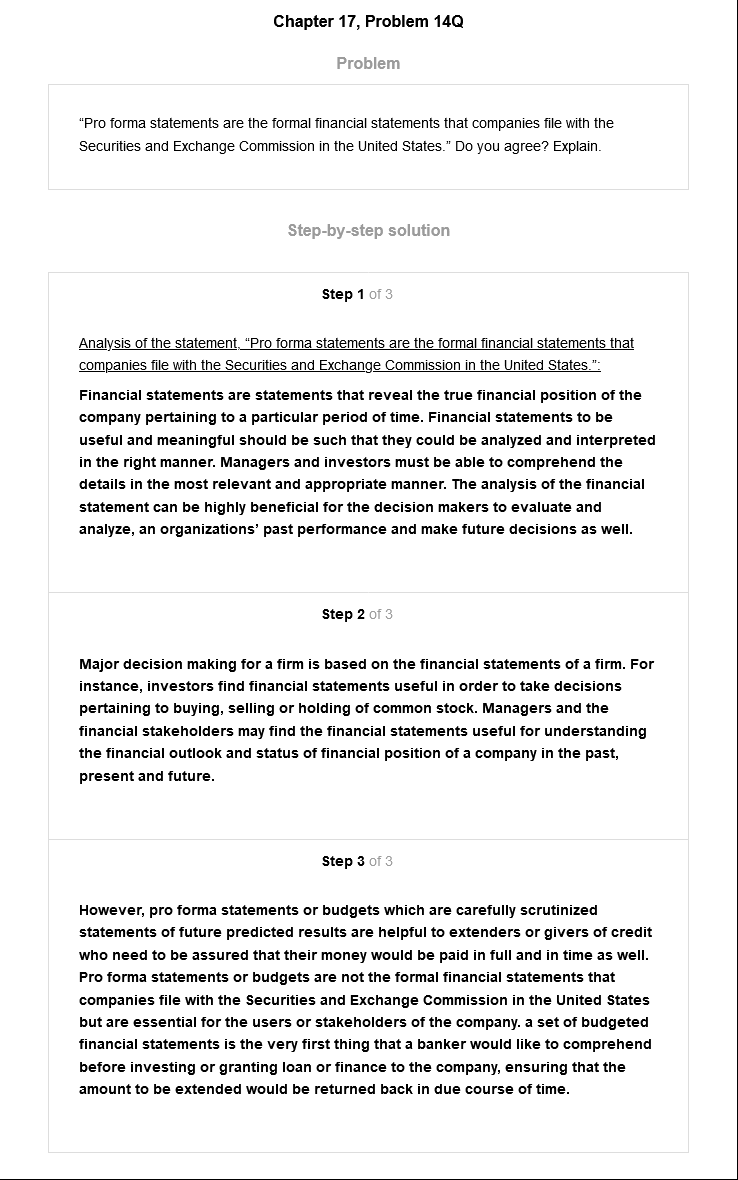 Chapter 17, Problem 14Q
Problem
“Pro forma statements are the formal financial statements that companies file with the
Securities and Exchange Commission in the United States.” Do you agree? Explain.
Step-by-step solution
Step 1 of 3
Analysis of the statement, “Pro forma statements are the formal financial statements that
companies file with the Securities and Exchange Commission in the United States.”:
Financial statements are statements that reveal the true financial position of the
company pertaining to a particular period of time. Financial statements to be
useful and meaningful should be such that they could be analyzed and interpreted
in the right manner. Managers and investors must be able to comprehend the
details in the most relevant and appropriate manner. The analysis of the financial
statement can be highly beneficial for the decision makers to evaluate and
analyze, an organizations’ past performance and make future decisions as well.
Step 2 of 3
Major decision making for a firm is based on the financial statements of a firm. For
instance, investors find financial statements useful in order to take decisions
pertaining to buying, selling or holding of common stock. Managers and the
financial stakeholders may find the financial statements useful for understanding
the financial outlook and status of financial position of a company in the past,
present and future.
Step 3 of 3
However, pro forma statements or budgets which are carefully scrutinized
statements of future predicted results are helpful to extenders or givers of credit
who need to be assured that their money would be paid in full and in time as well.
Pro forma statements or budgets are not the formal financial statements that
companies file with the Securities and Exchange Commission in the United States
but are essential for the users or stakeholders of the company. a set of budgeted
financial statements is the very first thing that a banker would like to comprehend
before investing or granting loan or finance to the company, ensuring that the
amount to be extended would be returned back in due course of time.